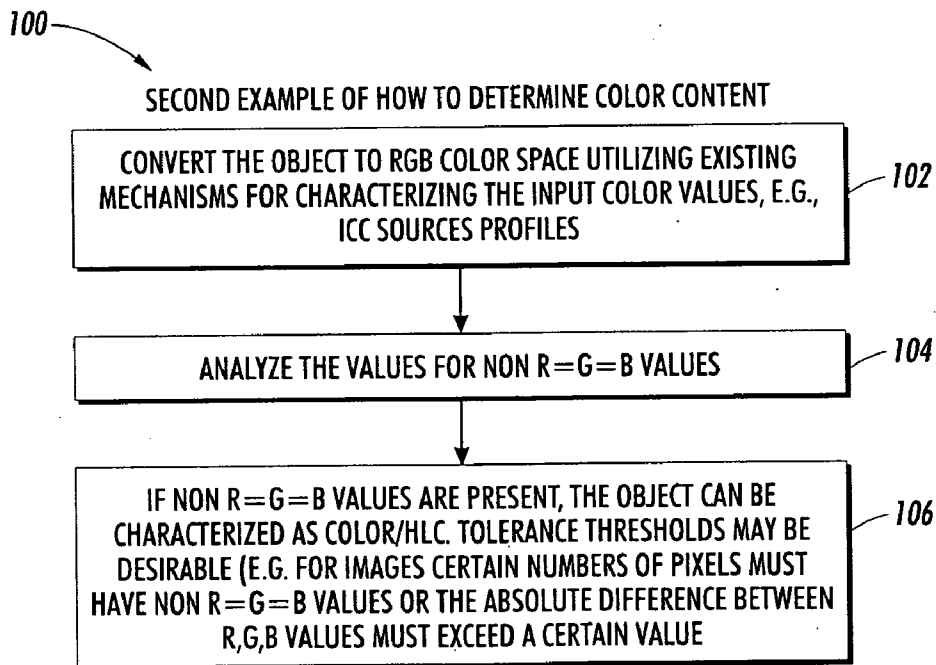 100
SECOND EXAMPLE OF HOW TO DETERMINE COLOR CONTENT
CONVERT THE OBJECT TO RGB COLOR SPACE UTILIZING EXISTING
MECHANISMS FOR CHARACTERIZING THE INPUT COLOR VALUES, E.G.,
ICC SOURCES PROFILES
102
ANALYZE THE VALUES FOR NON R=G=B VALUES
104
IF NON R=G=B VALUES ARE PRESENT, THE OBJECT CAN BE
CHARACTERIZED AS COLOR/HLC. TOLERANCE THRESHOLDS MAY BE
DESIRABLE (E.G. FOR IMAGES CERTAIN NUMBERS OF PIXELS MUST
HAVE NON R=G=B VALUES OR THE ABSOLUTE DIFFERENCE BETWEEN
R,G,B VALUES MUST EXCEED A CERTAIN VALUE
106